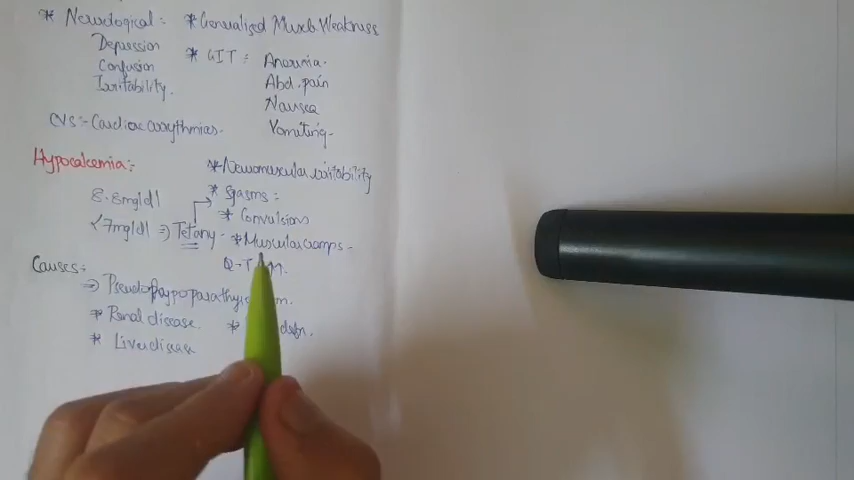 * Neurological: * Generalized Muscle Weakness
Depression * GIT:
Confusion
Irritability.
Anorexia.
Abd. pain
Nausea
Vomiting.
CVS:- Cardiac arrythmias.
Hypocalcemia:
8.8mg/dl
<7mg/dl => Tetany
* Neuromuscular irritability
* Spasms:
* Convulsions
* Muscular cramps
Causes:
=> Pseudohypoparathy
* Renal disease.
* Liver disease